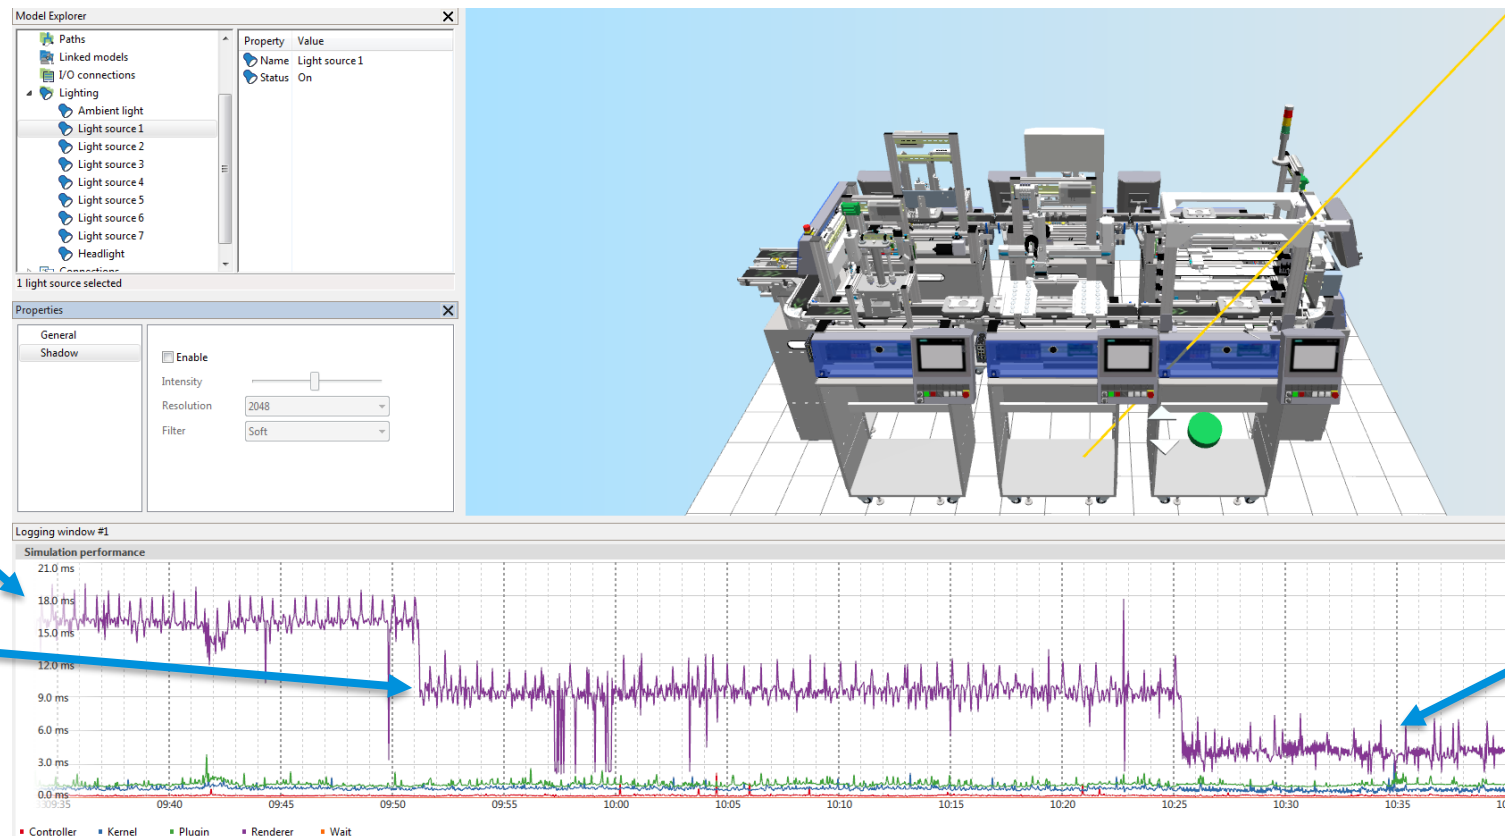 Model Explorer
Paths
Linked models
I/O connections
Lighting
Ambient light
Light source 1
Light source 2
Light source 3
Light source 4
Light source 5
Light source 6
Light source 7
Headlight
Connections
Property Value
Name Light source 1
Status On
1 light source selected
Properties
General
Shadow
Enable
Intensity
Resolution 2048
Filter Soft
Logging window #1
Simulation performance
21.0 ms
18.0 ms
15.0 ms
12.0 ms
9.0 ms
6.0 ms
3.0 ms
0.0 ms
09:35 09:40 09:45 09:50 09:55 10:00 10:05 10:10 10:15 10:20 10:25 10:30 10:35 10
Controller Kernel Plugin Renderer Wait